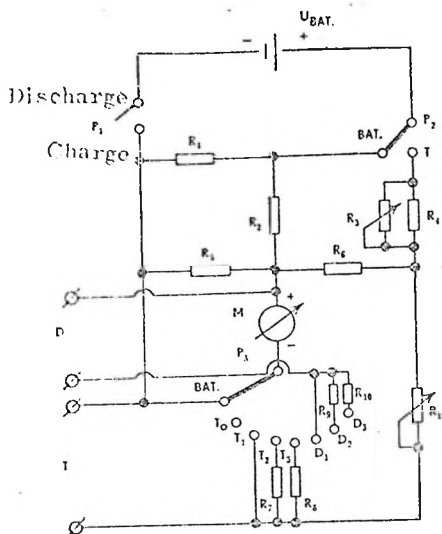 U BAT.
− +
Discharge
P₁
P₂
BAT.
Charge
R₁
T
R₂
R₃
R₄
R₅
R₆
M
+
−
D
P₃
BAT.
R₉
R₁₀
T₀
T₁
T₂
T₃
D₁
D₂
D₃
T
R₇
R₈